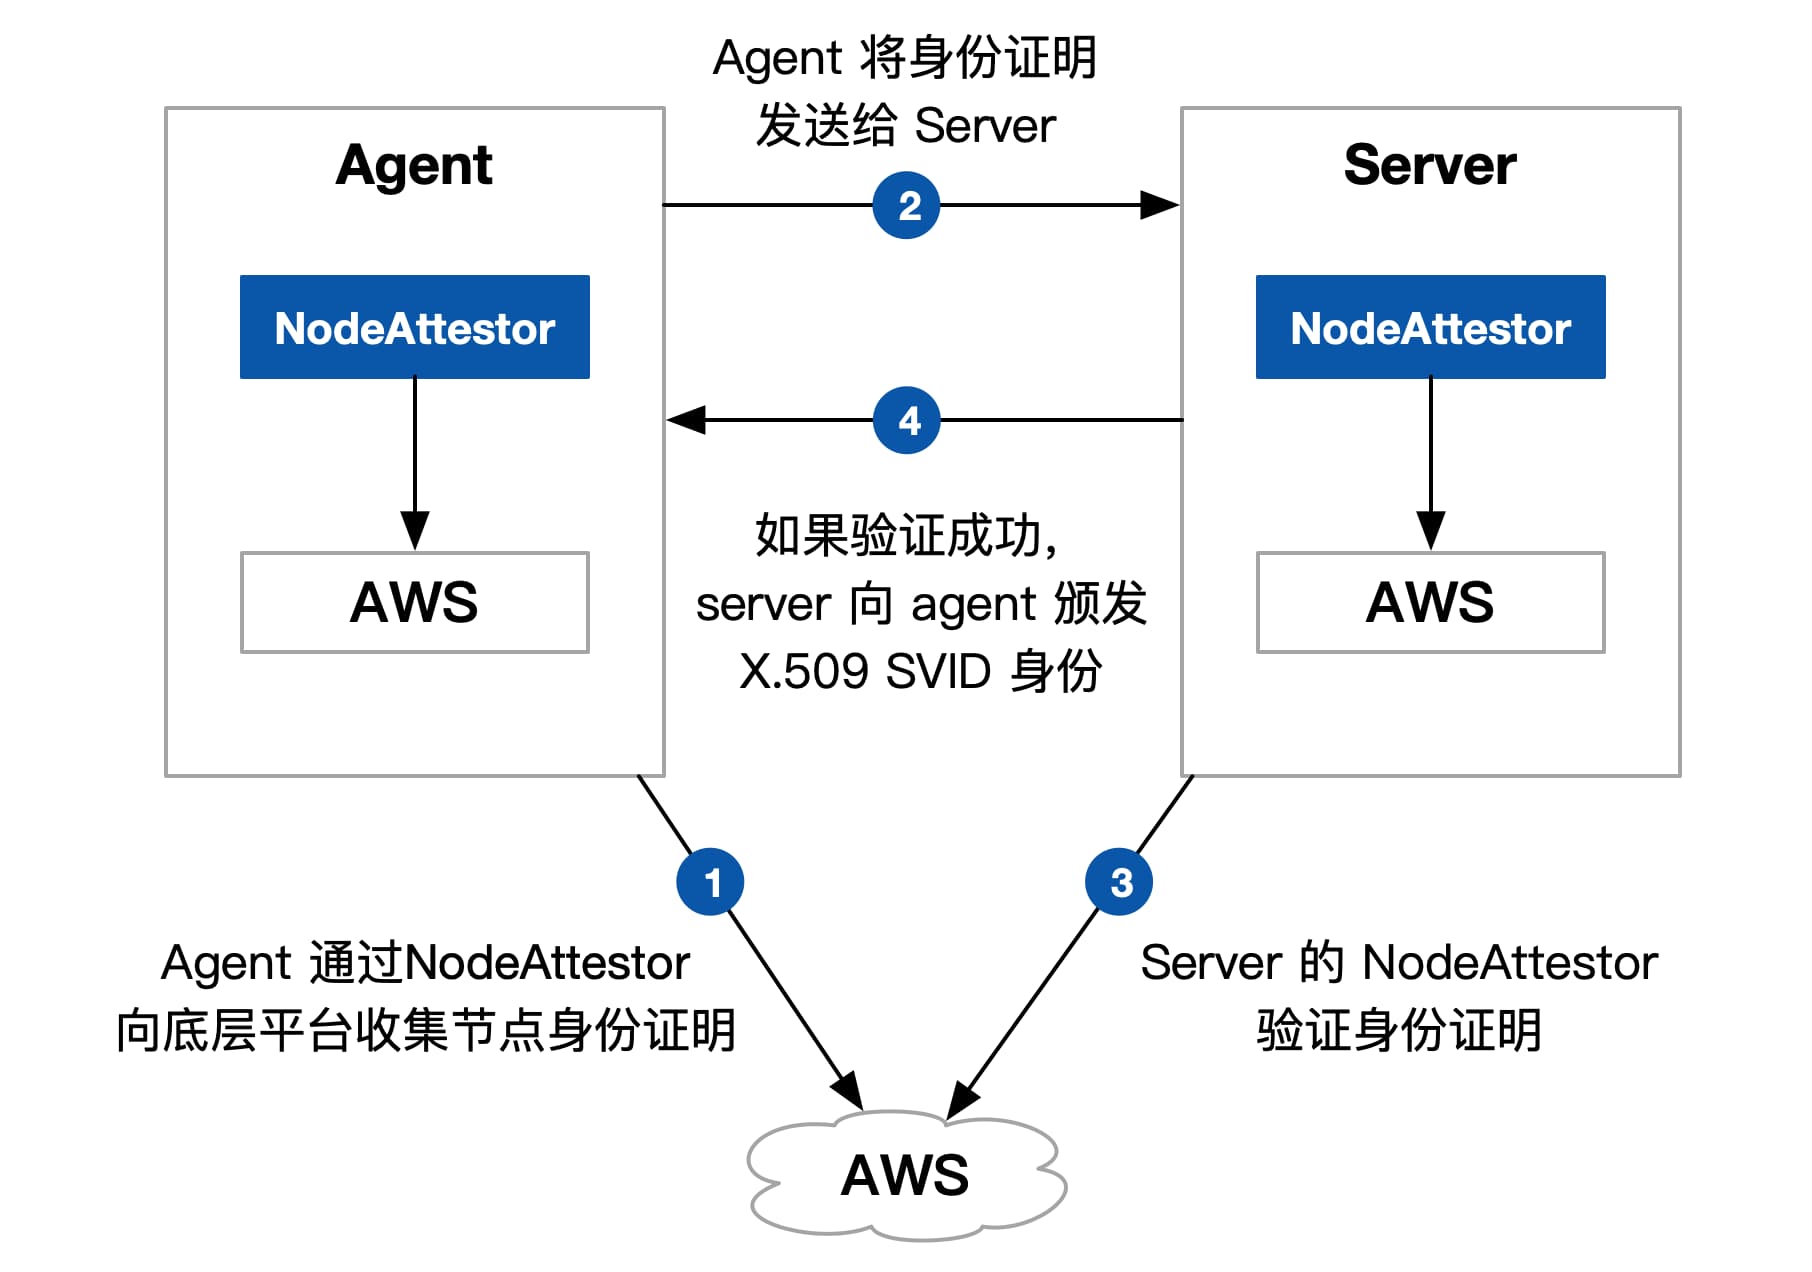 Agent 将身份证明
发送给 Server
Agent
Server
2
NodeAttestor
NodeAttestor
4
如果验证成功,
server 向 agent 颁发
X.509 SVID 身份
AWS
AWS
1
3
Agent 通过NodeAttestor
向底层平台收集节点身份证明
Server 的 NodeAttestor
验证身份证明
AWS